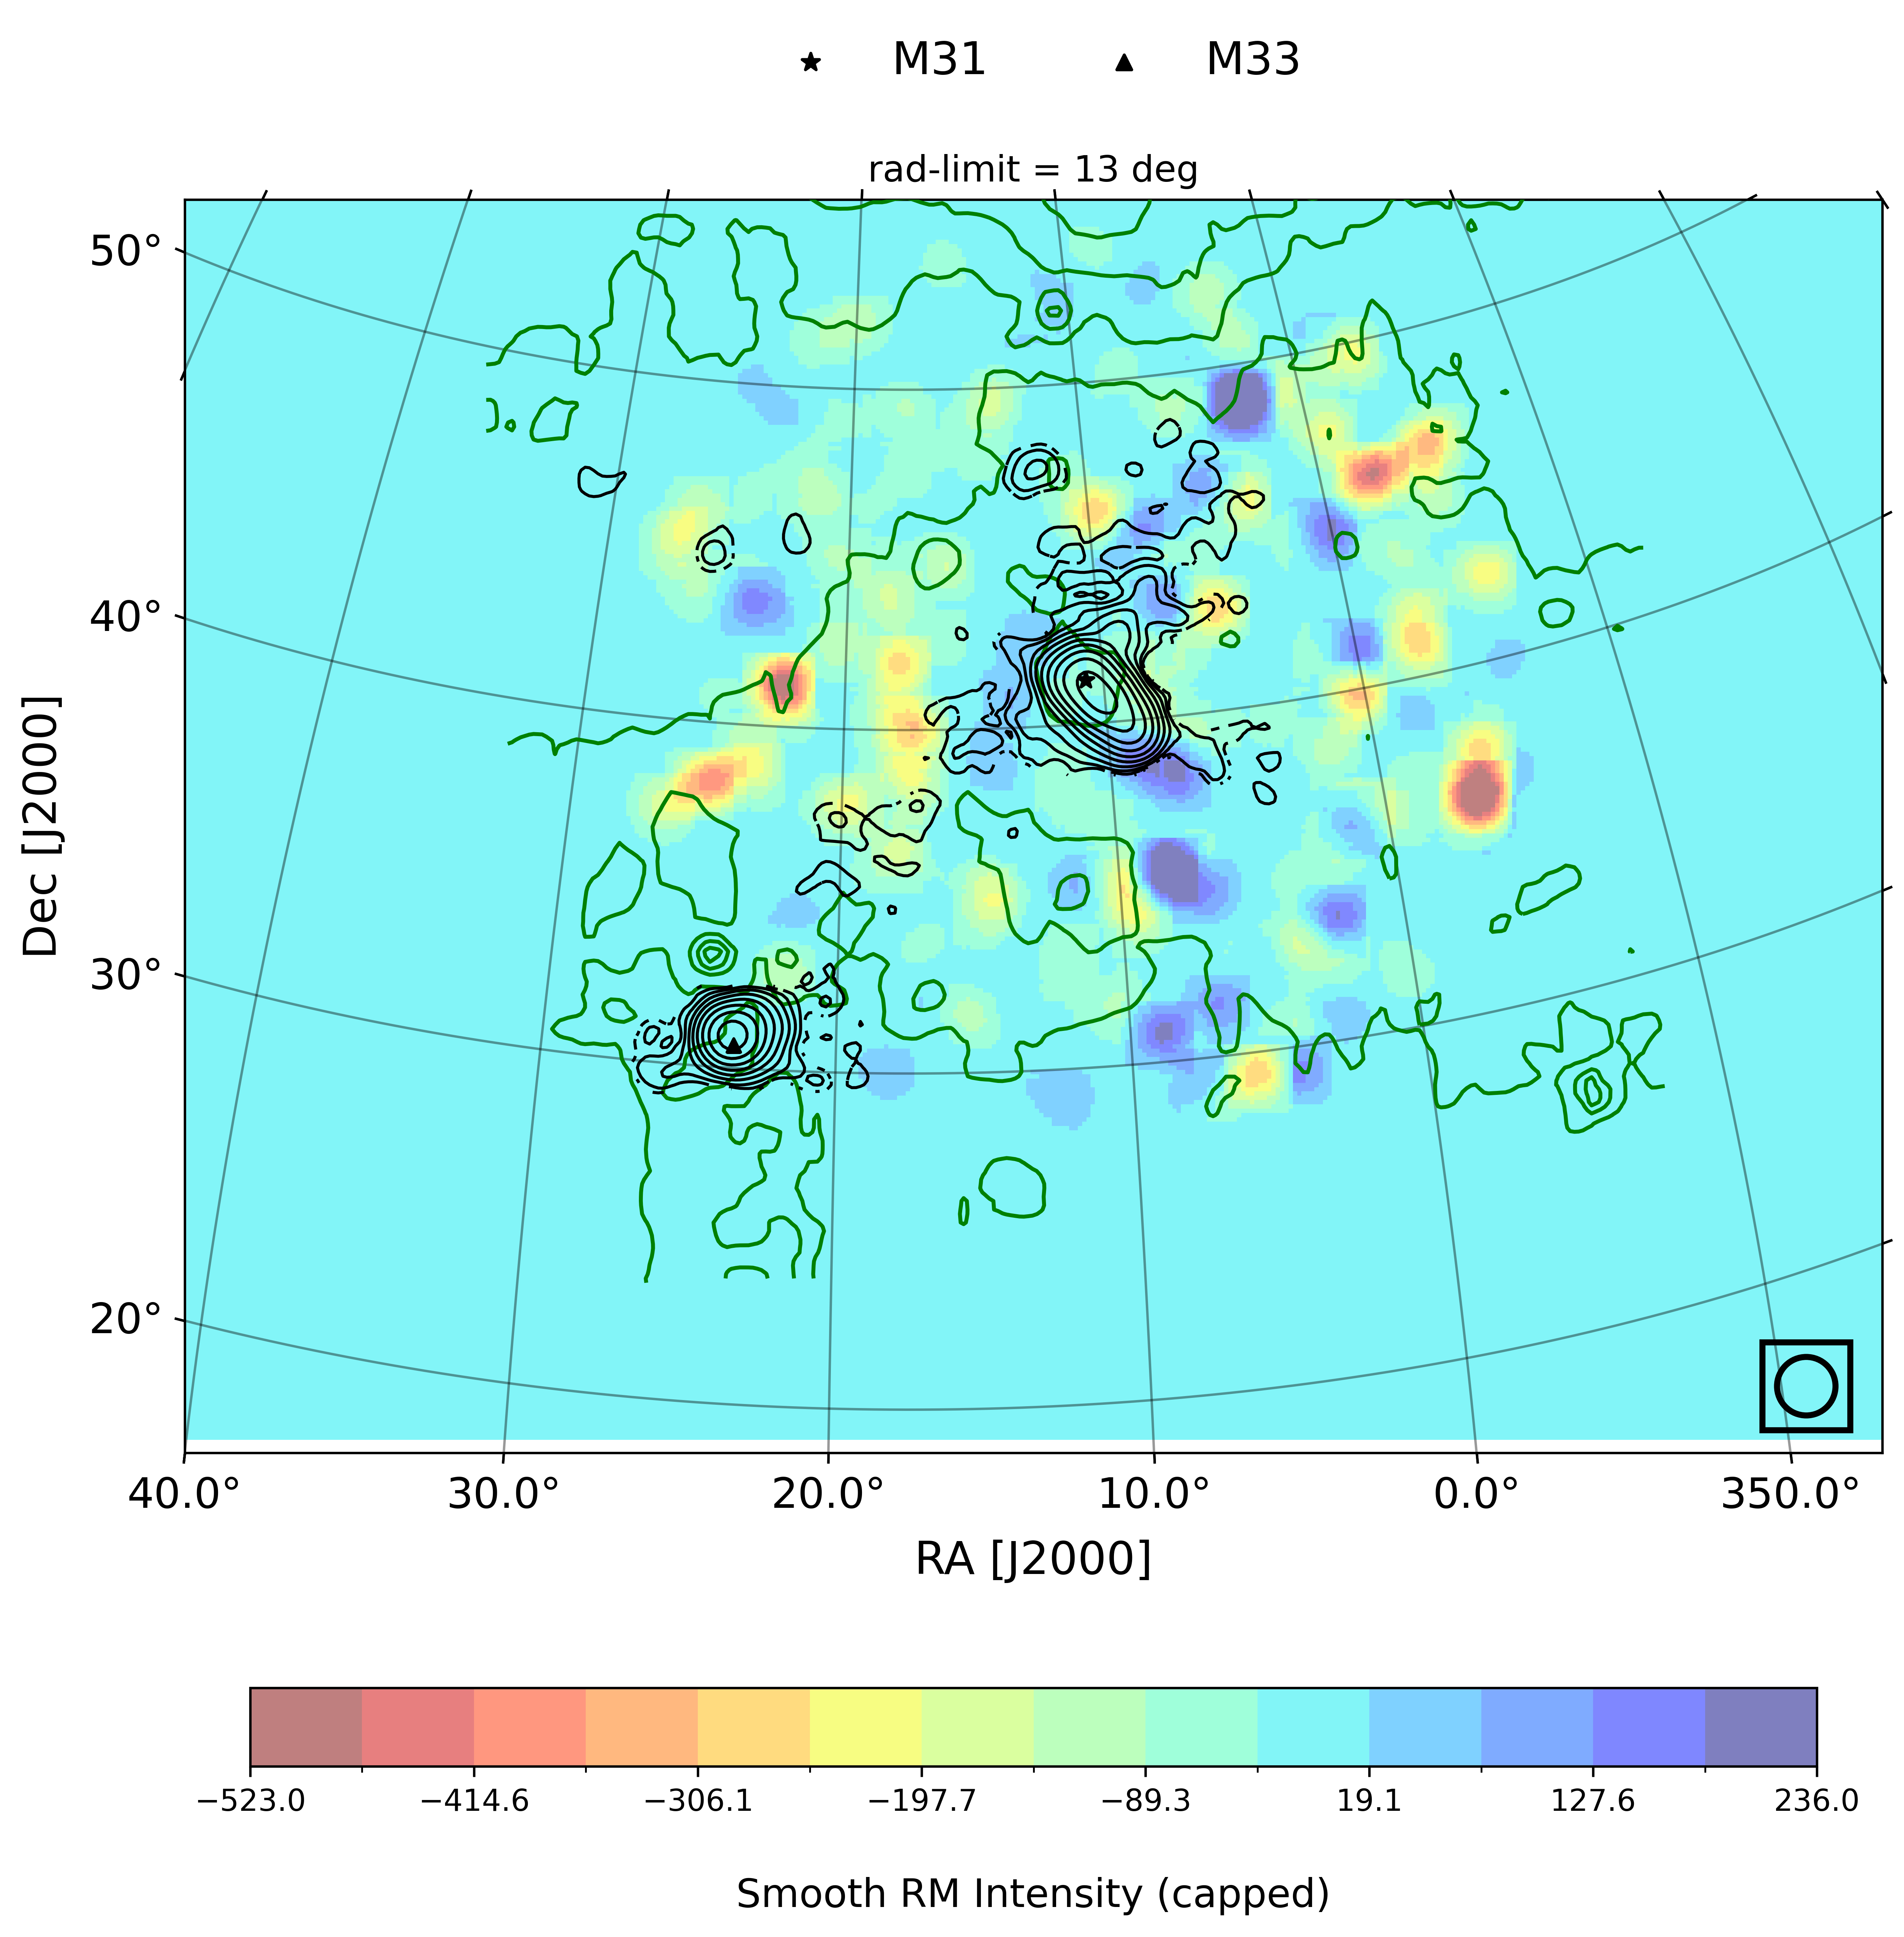 M31 M33
rad-limit = 13 deg
50°
40°
30°
20°
Dec [J2000]
40.0° 30.0° 20.0° 10.0° 0.0° 350.0°
RA [J2000]
−523.0 −414.6 −306.1 −197.7 −89.3 19.1 127.6 236.0
Smooth RM Intensity (capped)